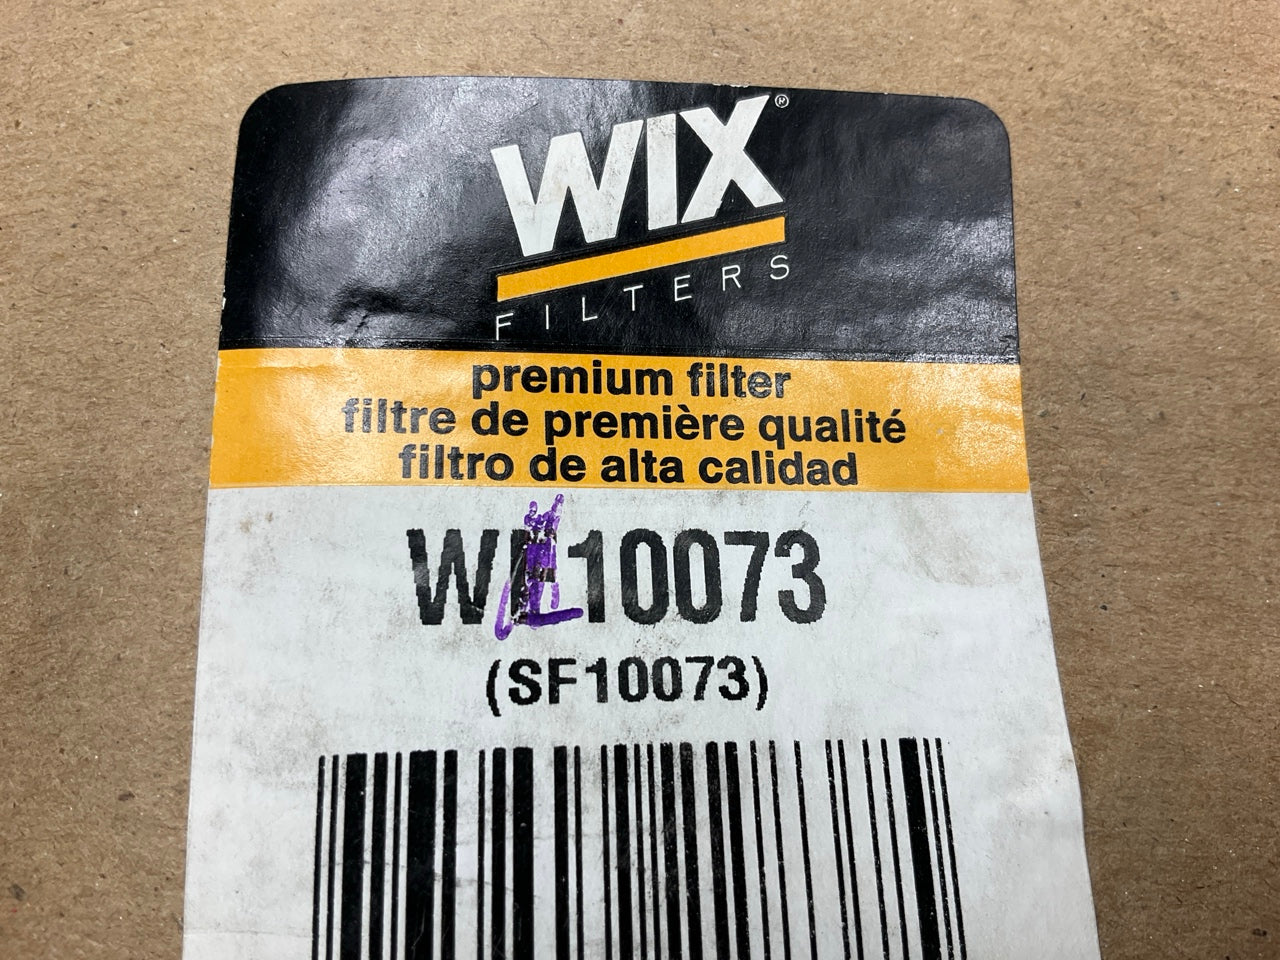 WIX®
FILTERS
premium filter
filtre de première qualité
filtro de alta calidad
WL10073
(SF10073)